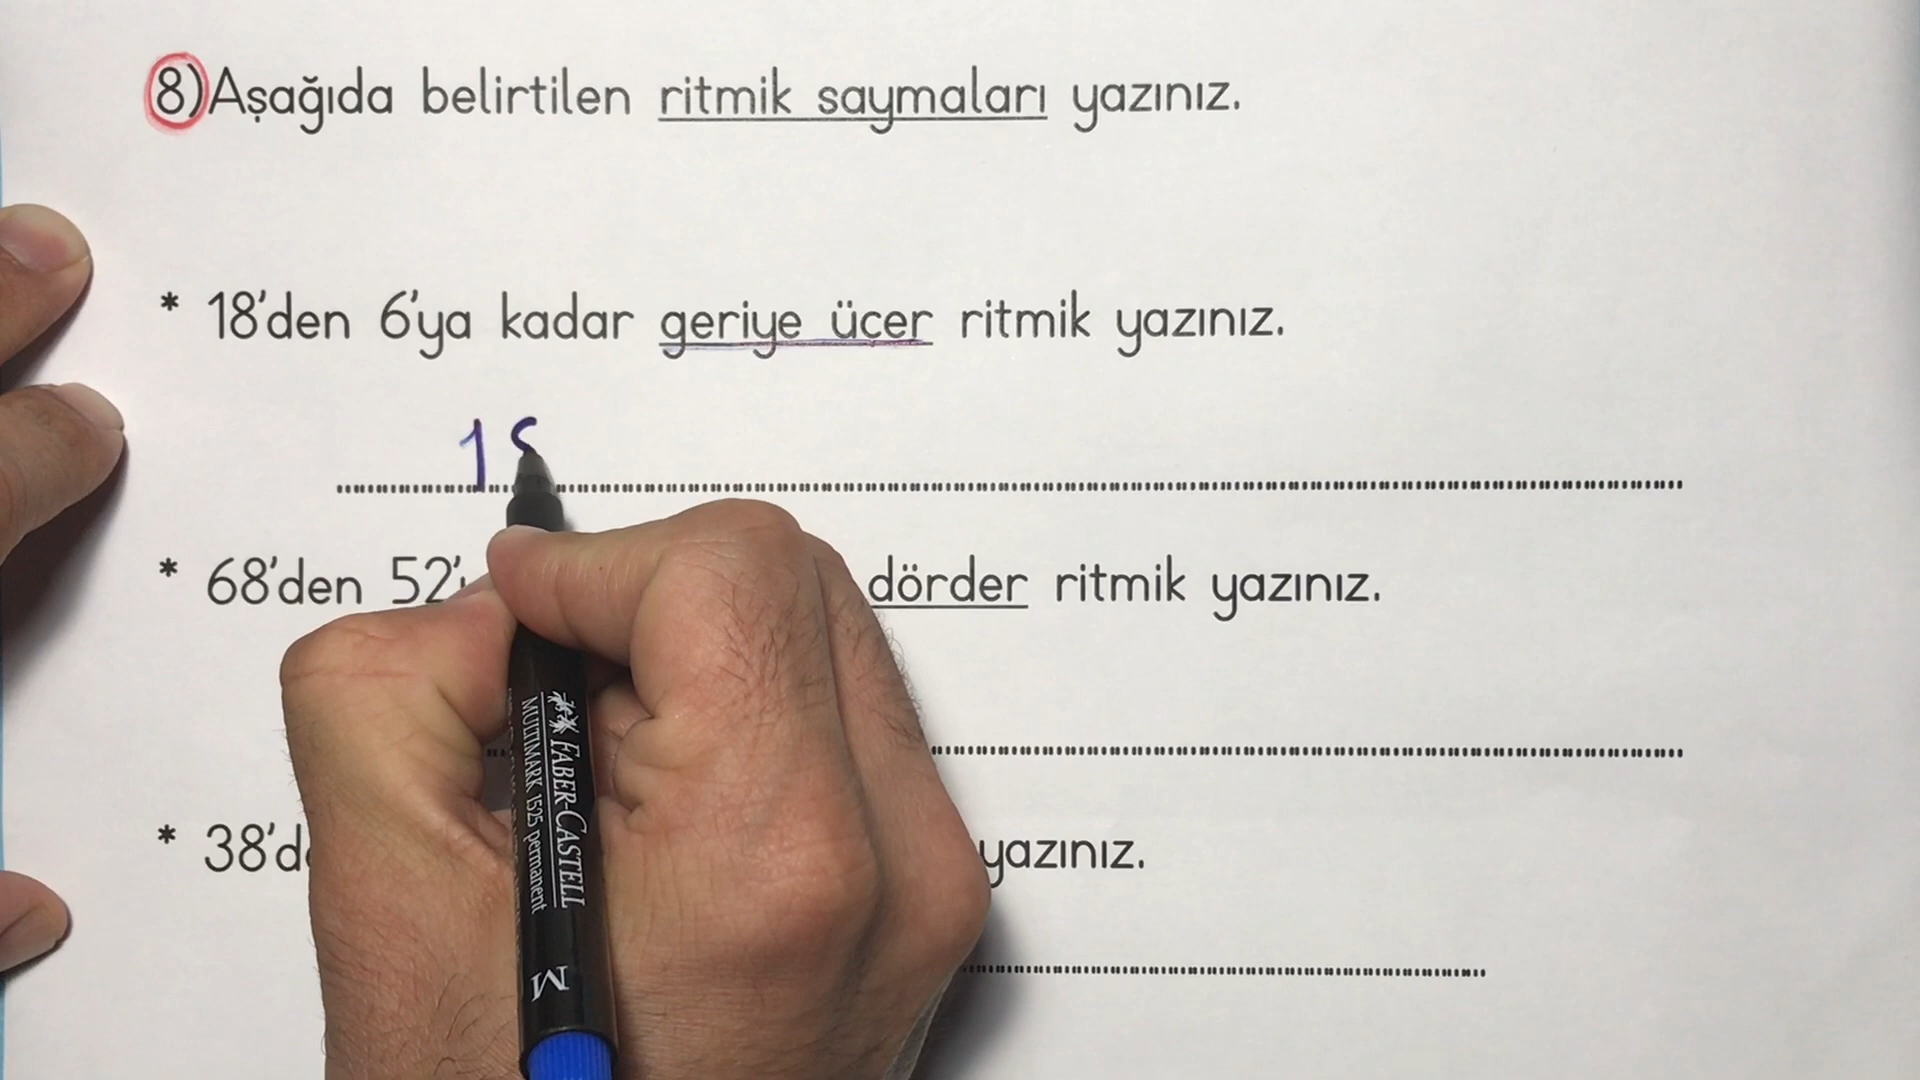 8) Aşağıda belirtilen ritmik saymaları yazınız.
* 18'den 6'ya kadar geriye üçer ritmik yazınız.
1
* 68'den 52' dörder ritmik yazınız.
* 38'd yazınız.
FABER-CASTELL
MULTIMARK 1525 permanent
M